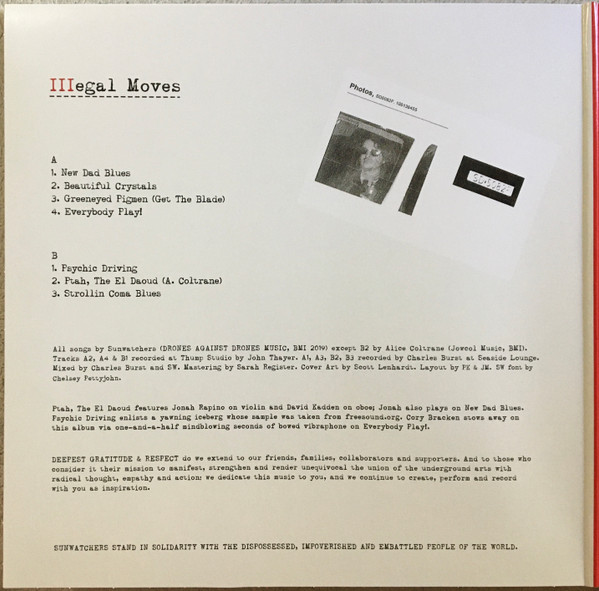 IIIegal Moves
Photos,
A
1. New Dad Blues
2. Beautiful Crystals
3. Greeneyed Pigmen (Get The Blade)
4. Everybody Play!
B
1. Psychic Driving
2. Ptah, The El Daoud (A. Coltrane)
3. Strollin Coma Blues
All songs by Sunwatchers (DRONES AGAINST DRONES MUSIC, BMI 2019) except B2 by Alice Coltrane (Jowcol Music, BMI).
Tracks A2, A4 & B1 recorded at Thump Studio by John Thayer. A1, A3, B2, B3 recorded by Charles Burst at Seaside Lounge.
Mixed by Charles Burst and SW. Mastering by Sarah Register. Cover Art by Scott Lenhardt. Layout by PK & JM. SW font by
Chelsey Pettyjohn.
Ptah, The El Daoud features Jonah Rapino on violin and David Kadden on oboe; Jonah also plays on New Dad Blues.
Psychic Driving enlists a yawning iceberg whose sample was taken from freesound.org. Cory Bracken stows away on
this album via one-and-a-half mindblowing seconds of bowed vibraphone on Everybody Play!.
DEEPEST GRATITUDE & RESPECT do we extend to our friends, families, collaborators and supporters. And to those who
consider it their mission to manifest, strengthen and render unequivocal the union of the underground arts with
radical thought, empathy and action: we dedicate this music to you, and we continue to create, perform and record
with you as inspiration.
SUNWATCHERS STAND IN SOLIDARITY WITH THE DISPOSSESSED, IMPOVERISHED AND EMBATTLED PEOPLE OF THE WORLD.